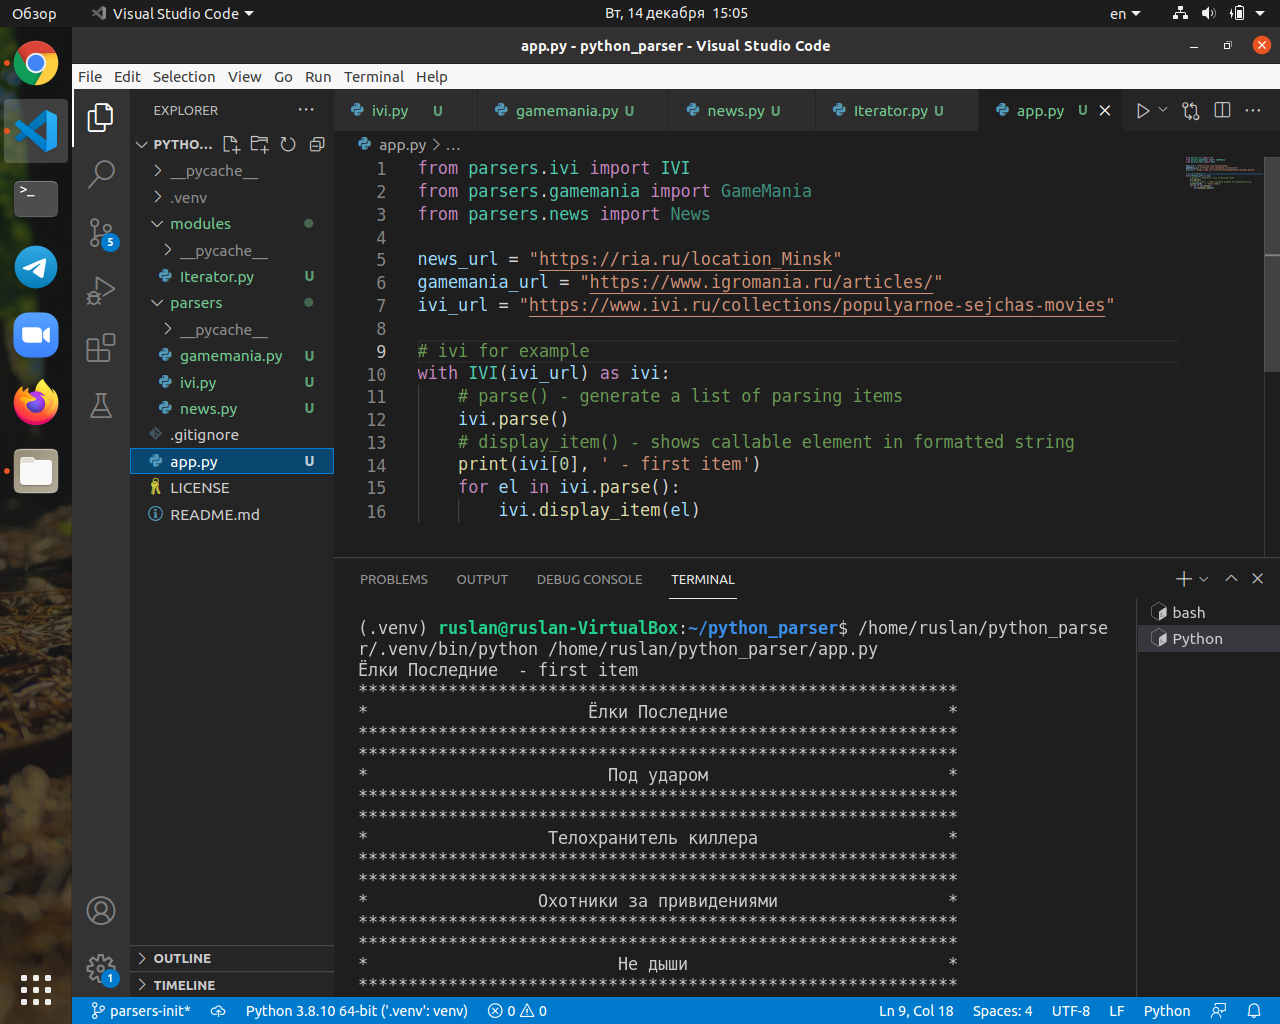 Обзор
Visual Studio Code
Вт, 14 декабря 15:05
en
app.py - python_parser - Visual Studio Code
File Edit Selection View Go Run Terminal Help
EXPLORER
PYTHO...
__pycache__
.venv
modules
__pycache__
Iterator.py U
parsers
__pycache__
gamemania.py U
ivi.py U
news.py U
.gitignore
app.py U
LICENSE
README.md
OUTLINE
TIMELINE
5
1
ivi.py U gamemania.py U news.py U Iterator.py U app.py U
app.py > ...
1 from parsers.ivi import IVI
2 from parsers.gamemania import GameMania
3 from parsers.news import News
4
5 news_url = "https://ria.ru/location_Minsk"
6 gamemania_url = "https://www.igromania.ru/articles/"
7 ivi_url = "https://www.ivi.ru/collections/populyarnoe-sejchas-movies"
8
9 # ivi for example
10 with IVI(ivi_url) as ivi:
11 # parse() - generate a list of parsing items
12 ivi.parse()
13 # display_item() - shows callable element in formatted string
14 print(ivi[0], ' - first item')
15 for el in ivi.parse():
16 ivi.display_item(el)
PROBLEMS OUTPUT DEBUG CONSOLE TERMINAL
bash
Python
(.venv) ruslan@ruslan-VirtualBox:~/python_parser$ /home/ruslan/python_parse
r/.venv/bin/python /home/ruslan/python_parser/app.py
Ёлки Последние  - first item
************************************************************
*                      Ёлки Последние                      *
************************************************************
************************************************************
*                        Под ударом                        *
************************************************************
************************************************************
*                  Телохранитель киллера                   *
************************************************************
************************************************************
*                 Охотники за привидениями                 *
************************************************************
************************************************************
*                         Не дыши                          *
************************************************************
parsers-init* Python 3.8.10 64-bit ('.venv': venv) 0 0 Ln 9, Col 18 Spaces: 4 UTF-8 LF Python